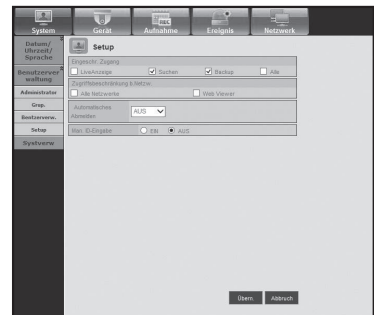 System Gerät Aufnahme Ereignis Netzwerk
Datum/
Uhrzeit/
Sprache
Benutzerver
waltung
Administrator
Grup.
Benutzerverw.
Setup
Systverw
Setup
Eingeschr. Zugang
LiveAnzeige Suchen Backup Alle
Zugriffsbeschränkung ü Netzw.
Alle Netzwerke Web Viewer
Automatisches
Abmelden
AUS
Man. ID-Eingabe EIN AUS
Übern. Abbruch